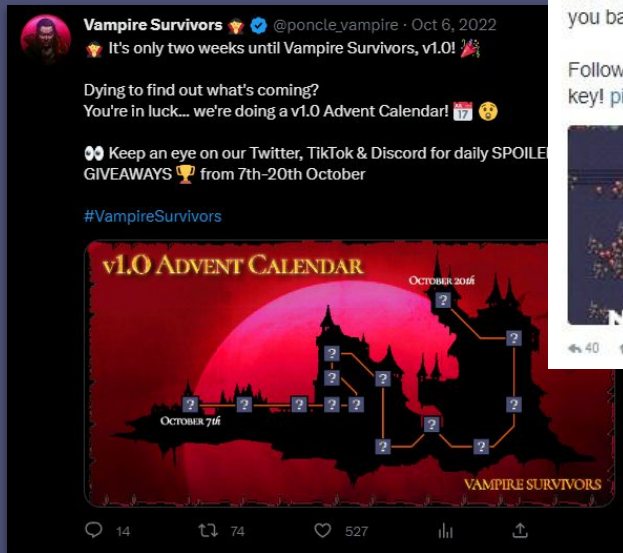 Vampire Survivors @poncle_vampire · Oct 6, 2022
It's only two weeks until Vampire Survivors, v1.0!
Dying to find out what's coming?
You're in luck... we're doing a v1.0 Advent Calendar!
Keep an eye on our Twitter, TikTok & Discord for daily
GIVEAWAYS from 7th-20th October
#VampireSurvivors
v1.0 ADVENT CALENDAR
OCTOBER 20th
?
?
?
?
? ?
? ? ? ? ? ?
OCTOBER 7th
?
? ?
VAMPIRE SURVIVORS
14 74 527
you
Follow
key!
40